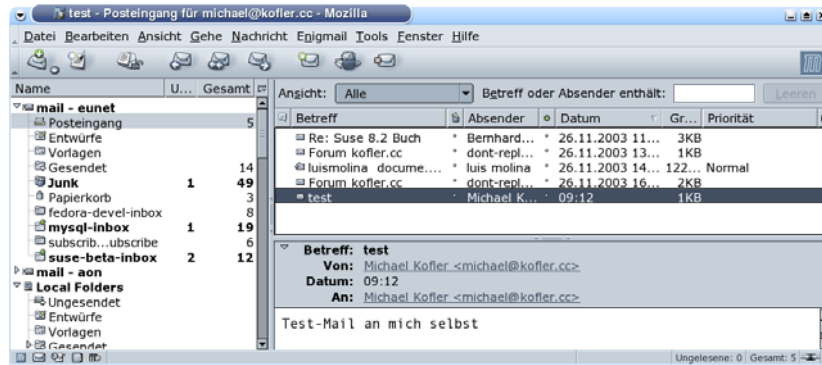 test - Posteingang für michael@kofler.cc - Mozilla
Datei Bearbeiten Ansicht Gehe Nachricht Enigmail Tools Fenster Hilfe
Name U... Gesamt
mail - eunet
Posteingang 5
Entwürfe
Vorlagen
Gesendet 14
Junk 1 49
Papierkorb 3
fedora-devel-inbox 8
mysql-inbox 1 19
subscrib...ubscribe 6
suse-beta-inbox 2 12
mail - aon
Local Folders
Ungesendet
Entwürfe
Vorlagen
Gesendet
Ansicht: Alle Betreff oder Absender enthält: Leeren
Betreff Absender Datum Gr... Priorität
Re: Suse 8.2 Buch Bernhard... 26.11.2003 11... 3KB
Forum kofler.cc dont-repl... 26.11.2003 13... 1KB
luismolina docume.... luis molina 26.11.2003 14... 122... Normal
Forum kofler.cc dont-repl... 26.11.2003 16... 2KB
test Michael K... 09:12 1KB
Betreff: test
Von: Michael Kofler <michael@kofler.cc>
Datum: 09:12
An: Michael Kofler <michael@kofler.cc>
Test-Mail an mich selbst
Ungelesene: 0 Gesamt: 5